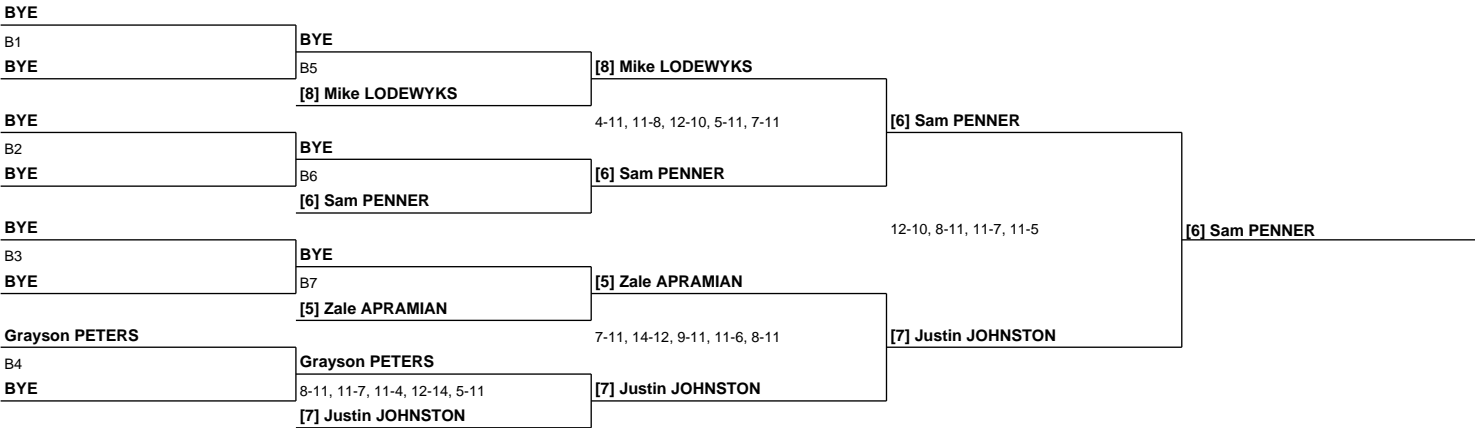 BYE
B1
BYE
BYE
B2
BYE
BYE
B3
BYE
Grayson PETERS
B4
BYE
BYE
B5
[8] Mike LODEWYKS
BYE
B6
[6] Sam PENNER
BYE
B7
[5] Zale APRAMIAN
Grayson PETERS
8-11, 11-7, 11-4, 12-14, 5-11
[7] Justin JOHNSTON
[8] Mike LODEWYKS
4-11, 11-8, 12-10, 5-11, 7-11
[6] Sam PENNER
[5] Zale APRAMIAN
7-11, 14-12, 9-11, 11-6, 8-11
[7] Justin JOHNSTON
[6] Sam PENNER
12-10, 8-11, 11-7, 11-5
[7] Justin JOHNSTON
[6] Sam PENNER